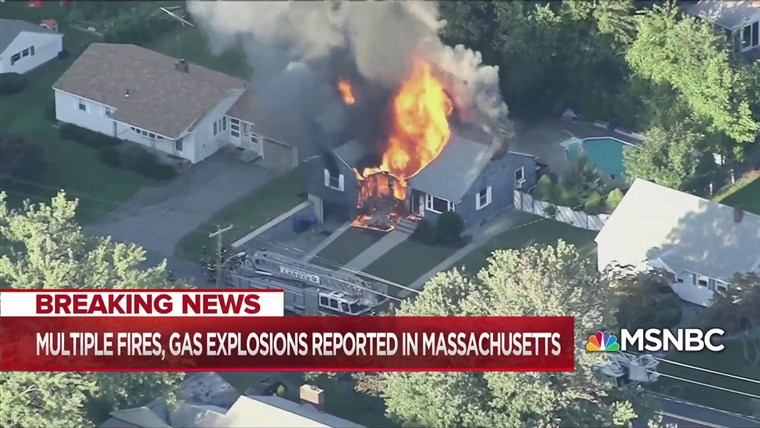 BREAKING NEWS
MULTIPLE FIRES, GAS EXPLOSIONS REPORTED IN MASSACHUSETTS
MSNBC